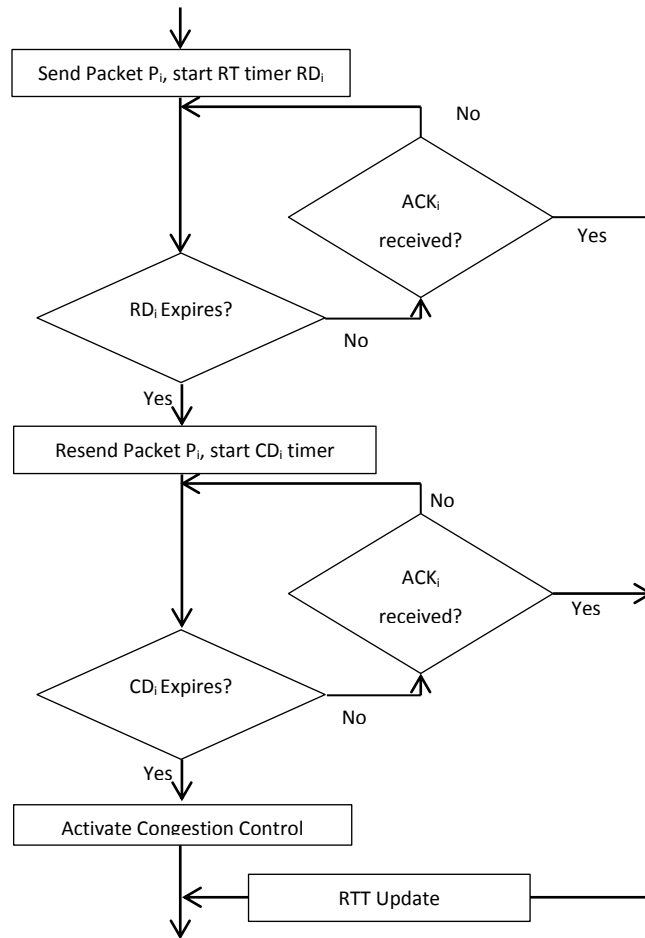 Send Packet Pᵢ, start RT timer RDᵢ
No
ACKᵢ
received?
Yes
RDᵢ Expires?
No
Yes
Resend Packet Pᵢ, start CDᵢ timer
No
ACKᵢ
received?
Yes
CDᵢ Expires?
No
Yes
Activate Congestion Control
RTT Update